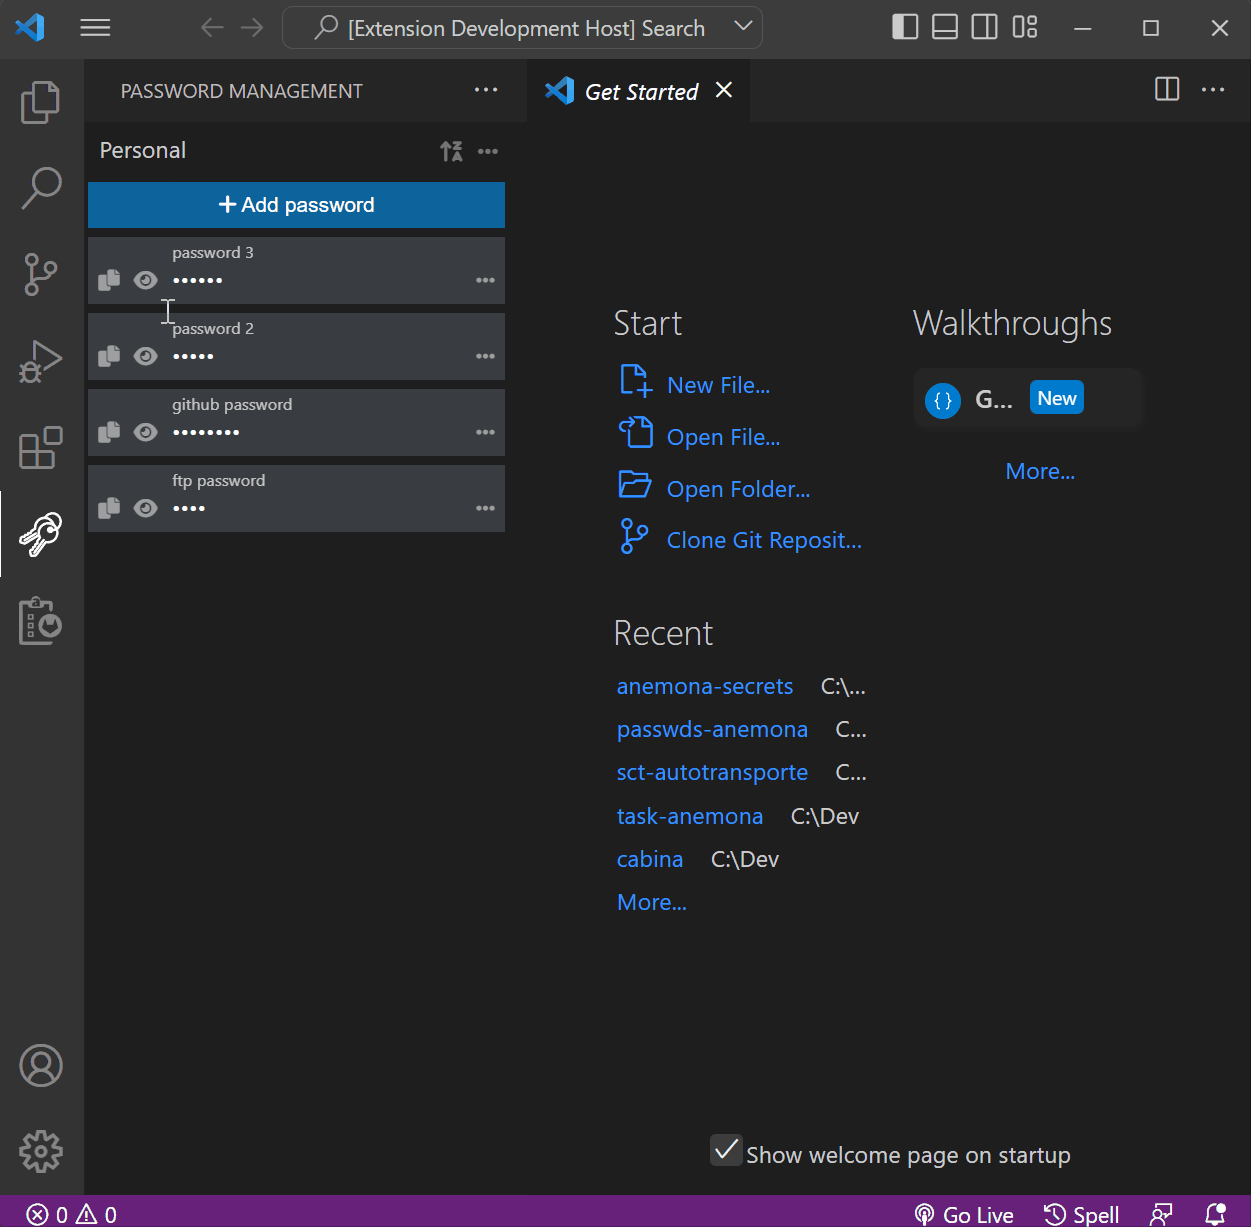 [Extension Development Host] Search
PASSWORD MANAGEMENT
Get Started
Personal
+ Add password
password 3
••••••
password 2
•••••
github password
••••••••
ftp password
••••
Start
New File...
Open File...
Open Folder...
Clone Git Reposit...
Walkthroughs
G... New
More...
Recent
anemona-secrets C:\...
passwds-anemona C...
sct-autotransporte C...
task-anemona C:\Dev
cabina C:\Dev
More...
Show welcome page on startup
0 0 Go Live Spell